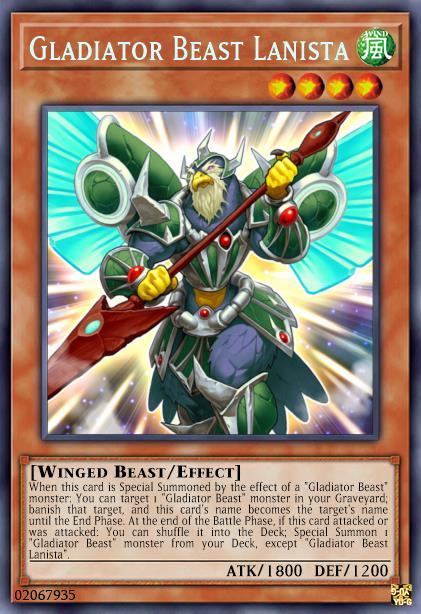 Gladiator Beast Lanista
WIND
風
[Winged Beast/Effect]
When this card is Special Summoned by the effect of a "Gladiator Beast"
monster: You can target 1 "Gladiator Beast" monster in your Graveyard;
banish that target, and this card's name becomes the target's name
until the End Phase. At the end of the Battle Phase, if this card attacked or
was attacked: You can shuffle it into the Deck; Special Summon 1
"Gladiator Beast" monster from your Deck, except "Gladiator Beast
Lanista".
ATK/1800 DEF/1200
02067935